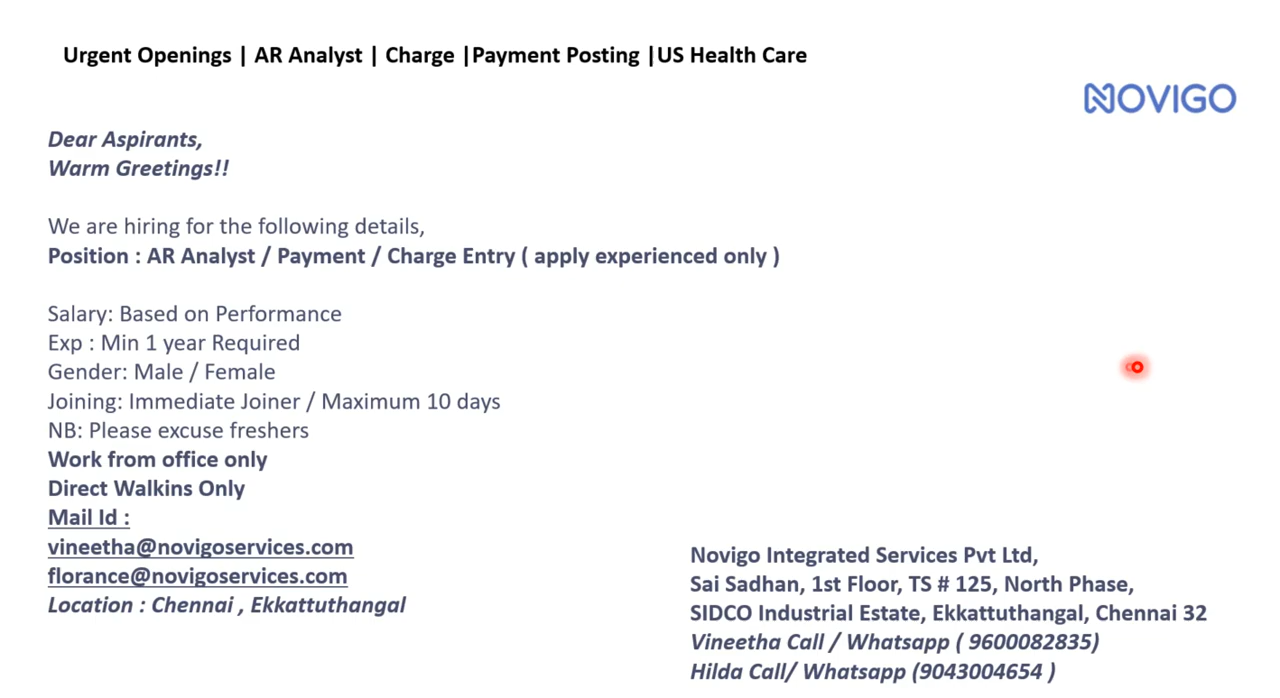 Urgent Openings | AR Analyst | Charge |Payment Posting |US Health Care
NOVIGO
Dear Aspirants,
Warm Greetings!!
We are hiring for the following details,
Position : AR Analyst / Payment / Charge Entry ( apply experienced only )
Salary: Based on Performance
Exp : Min 1 year Required
Gender: Male / Female
Joining: Immediate Joiner / Maximum 10 days
NB: Please excuse freshers
Work from office only
Direct Walkins Only
Mail Id :
vineetha@novigoservices.com
florance@novigoservices.com
Location : Chennai , Ekkattuthangal
Novigo Integrated Services Pvt Ltd,
Sai Sadhan, 1st Floor, TS # 125, North Phase,
SIDCO Industrial Estate, Ekkattuthangal, Chennai 32
Vineetha Call / Whatsapp ( 9600082835)
Hilda Call/ Whatsapp (9043004654 )